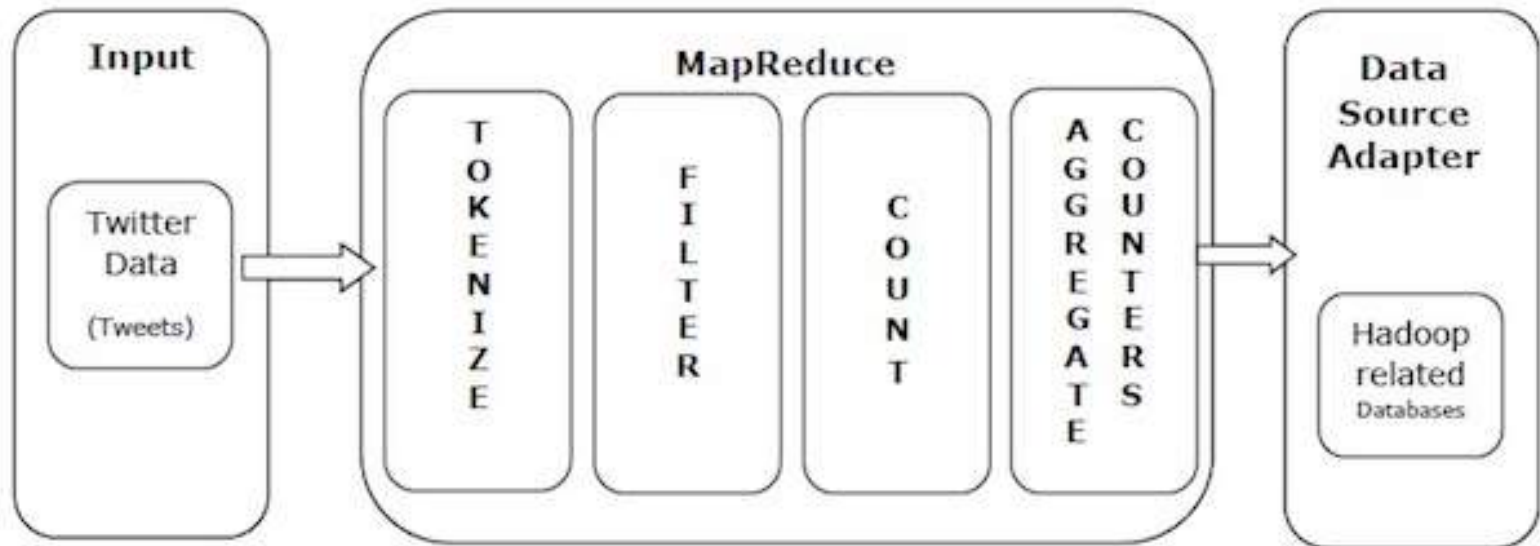 Input
Twitter
Data
(Tweets)
MapReduce
TOKENIZE
FILTER
COUNT
AGGREGATE
COUNTERS
Data
Source
Adapter
Hadoop
related
Databases